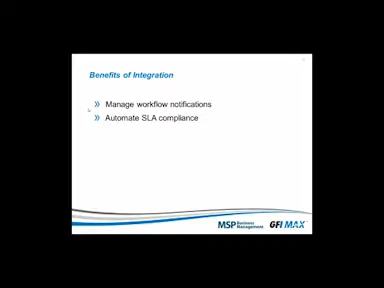 Benefits of Integration
Manage workflow notifications
Automate SLA compliance
MSP Business Management
GFI MAX